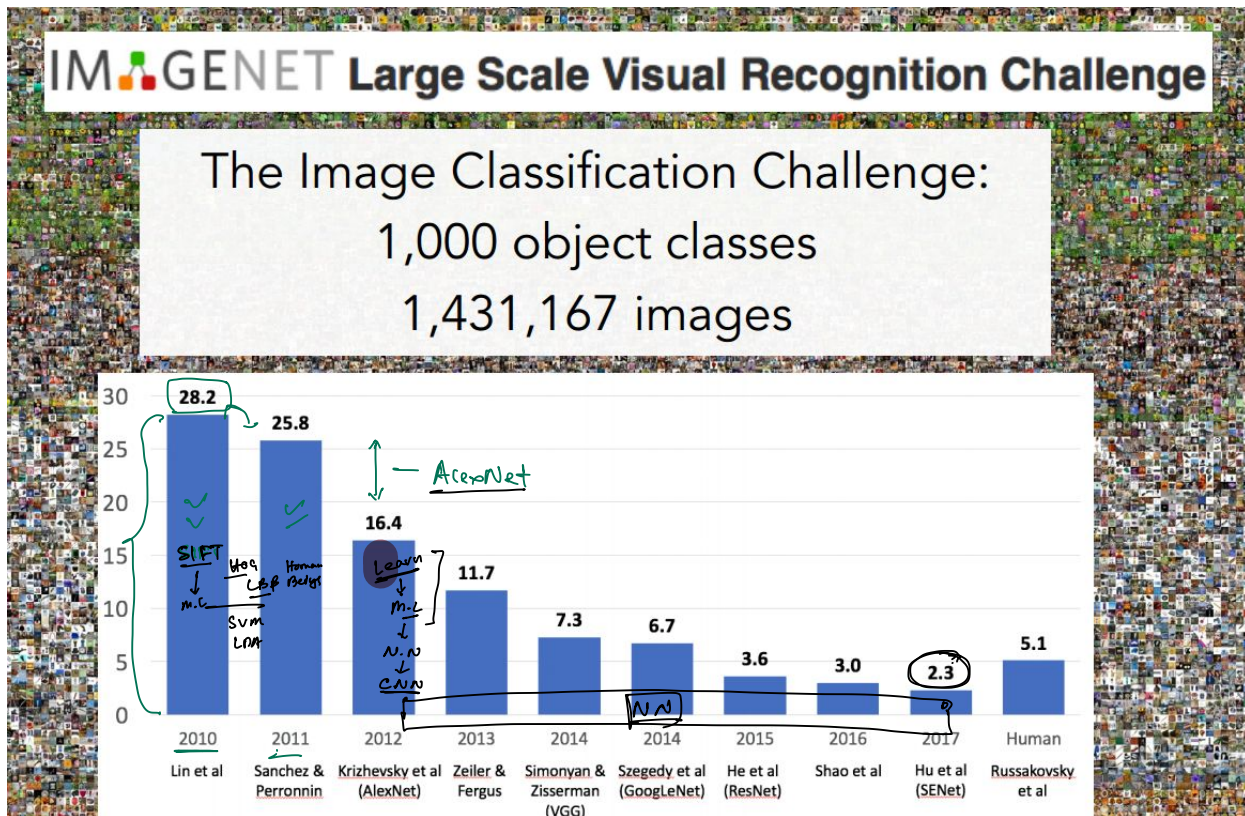 IMAGENET Large Scale Visual Recognition Challenge
The Image Classification Challenge:
1,000 object classes
1,431,167 images
30
25
20
15
10
5
0
28.2
25.8
16.4
11.7
7.3
6.7
3.6
3.0
2.3
5.1
AlexNet
SIFT
HOG
LBP
M.L
SVM
LDA
Human
Learn
M.L
N.N
CNN
NN
2010
2011
2012
2013
2014
2014
2015
2016
2017
Human
Lin et al
Sanchez &
Perronnin
Krizhevsky et al
(AlexNet)
Zeiler &
Fergus
Simonyan &
Zisserman
(VGG)
Szegedy et al
(GoogLeNet)
He et al
(ResNet)
Shao et al
Hu et al
(SENet)
Russakovsky
et al